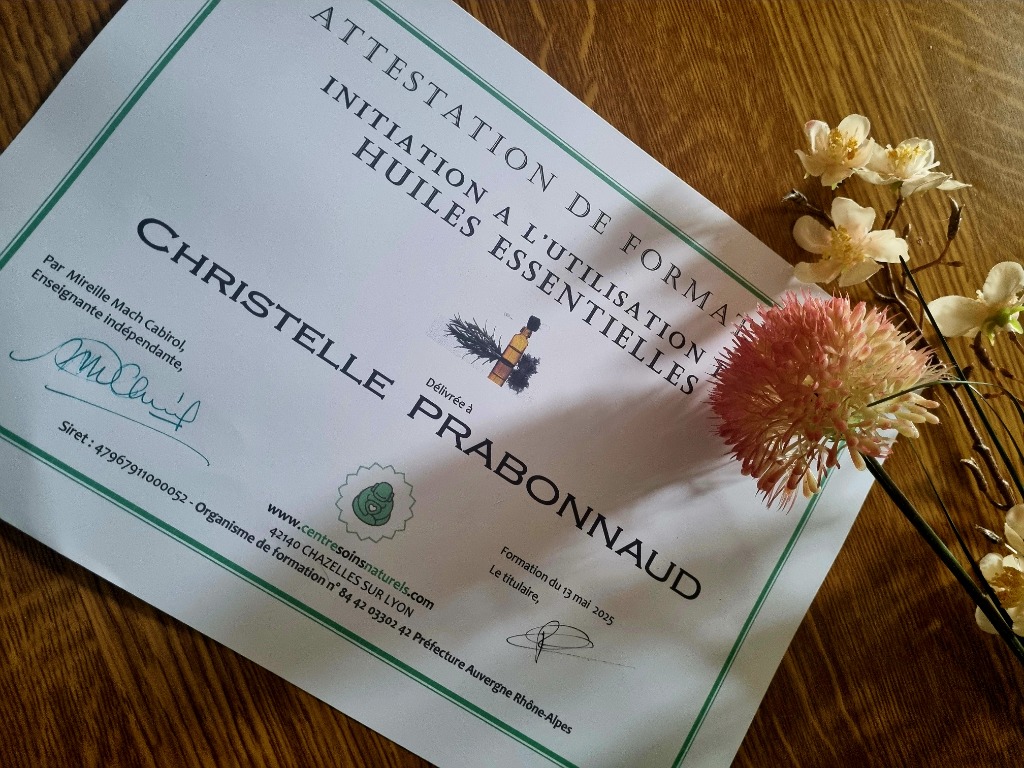 ATTESTATION DE FORMAT
INITIATION A L'UTILISATION
HUILES ESSENTIELLES
Délivrée à
CHRISTELLE PRABONNAUD
Par Mireille Mach Cabirol,
Enseignante indépendante,
Formation du 13 mai 2025
Le titulaire,
www.centresoinsnaturels.com
42140 CHAZELLES SUR LYON
Siret : 47967911000052 - Organisme de formation n° 84 42 03302 42 Préfecture Auvergne Rhône-Alpes